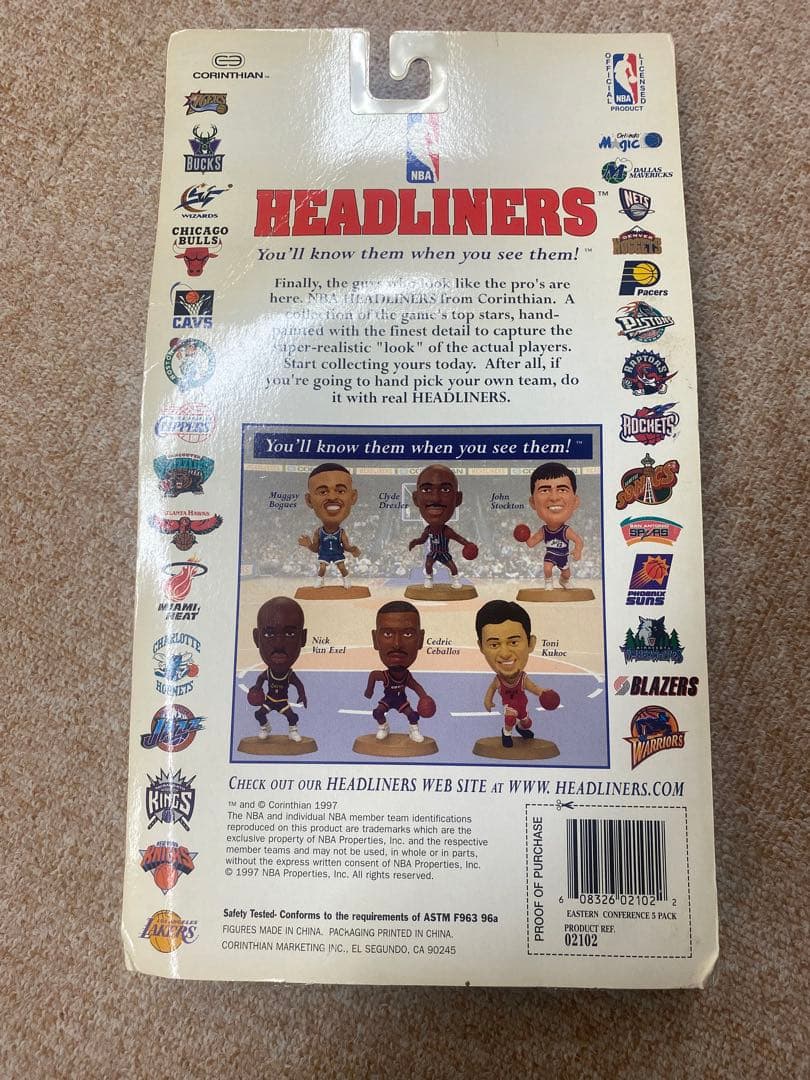 CORINTHIAN™
OFFICIAL
LICENSED
NBA
PRODUCT
NBA
HEADLINERS™
You'll know them when you see them! ™
Finally, the guys who look like the pro's are
here. NBA HEADLINERS from Corinthian. A
collection of the game's top stars, hand-
painted with the finest detail to capture the
super-realistic "look" of the actual players.
Start collecting yours today. After all, if
you're going to hand pick your own team, do
it with real HEADLINERS.
BUCKS
WIZARDS
CHICAGO
BULLS
CAVS
BOSTON
CLIPPERS
ATLANTA HAWKS
MIAMI
HEAT
CHARLOTTE
HORNETS
JAZZ
KINGS
NEW YORK
KNICKS
LOS ANGELES
LAKERS
Orlando
Magic
DALLAS
MAVERICKS
NETS
DENVER
NUGGETS
Pacers
PISTONS
RAPTORS
ROCKETS
SONICS
SAN ANTONIO
SPURS
PHOENIX
SUNS
BLAZERS
WARRIORS
You'll know them when you see them! ™
Muggsy
Bogues
Clyde
Drexler
John
Stockton
Nick
Van Exel
Cedric
Ceballos
Toni
Kukoc
CHECK OUT OUR HEADLINERS WEB SITE AT WWW. HEADLINERS.COM
™ and © Corinthian 1997
The NBA and individual NBA member team identifications
reproduced on this product are trademarks which are the
exclusive property of NBA Properties, Inc. and the respective
member teams and may not be used, in whole or in parts,
without the express written consent of NBA Properties, Inc.
© 1997 NBA Properties, Inc. All rights reserved.
Safety Tested- Conforms to the requirements of ASTM F963 96a
FIGURES MADE IN CHINA. PACKAGING PRINTED IN CHINA.
CORINTHIAN MARKETING INC., EL SEGUNDO, CA 90245
PROOF OF PURCHASE
6 08326 02102 2
EASTERN CONFERENCE 5 PACK
PRODUCT REF.
02102